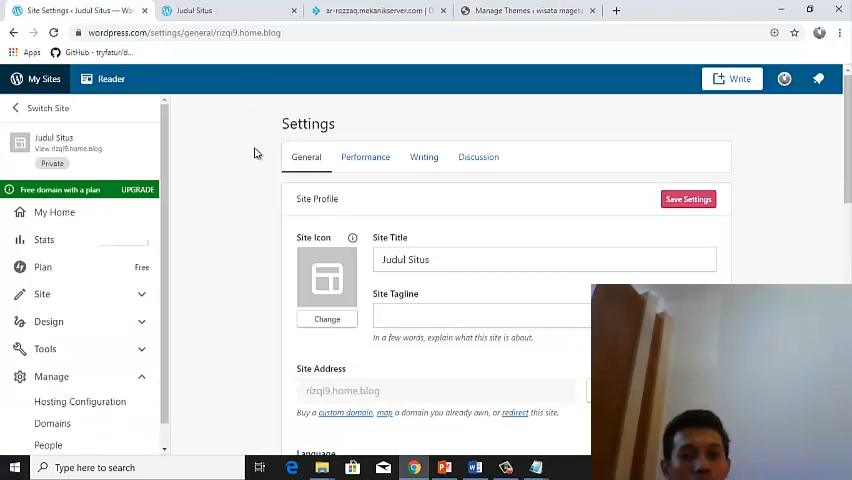 Site Settings ‹ Judul Situs — Wo
Judul Situs
ar-rozzaq.mekanikserver.com | D
Manage Themes ‹ wisata maget
wordpress.com/settings/general/rizqi9.home.blog
Apps
GitHub - tryfatur/d...
My Sites
Reader
Write
Switch Site
Judul Situs
View rizqi9.home.blog
Private
Free domain with a plan
UPGRADE
My Home
Stats
Plan
Free
Site
Design
Tools
Manage
Hosting Configuration
Domains
People
Settings
General
Performance
Writing
Discussion
Site Profile
Save Settings
Site Icon
Change
Site Title
Judul Situs
Site Tagline
In a few words, explain what this site is about.
Site Address
rizqi9.home.blog
Buy a custom domain, map a domain you already own, or redirect this site.
Language
Type here to search